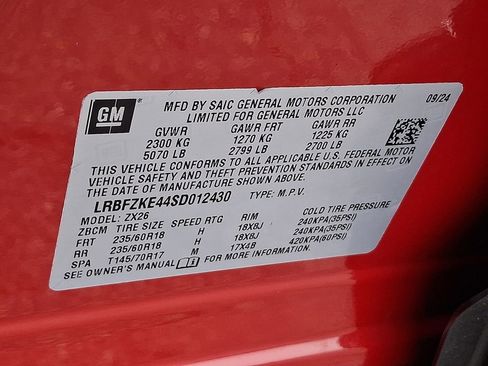 GM
MFD BY SAIC GENERAL MOTORS CORPORATION 09/24
LIMITED FOR GENERAL MOTORS LLC
GVWR GAWR FRT GAWR RR
2300 KG 1270 KG 1225 KG
5070 LB 2799 LB 2700 LB
THIS VEHICLE CONFORMS TO ALL APPLICABLE U.S. FEDERAL MOTOR
VEHICLE SAFETY AND THEFT PREVENTION STANDARDS IN EFFECT ON
THE DATE OF MANUFACTURE SHOWN ABOVE.
LRBFZKE44SD012430 TYPE: M.P.V.
MODEL: ZX26
ZBCM TIRE SIZE SPEED RTG RIM COLD TIRE PRESSURE
FRT 235/60R18 H 18X8J 240KPA(35PSI)
RR 235/60R18 H 18X8J 240KPA(35PSI)
SPA T145/70R17 M 17X4B 420KPA(60PSI)
SEE OWNER'S MANUAL FOR MORE INFORMATION.